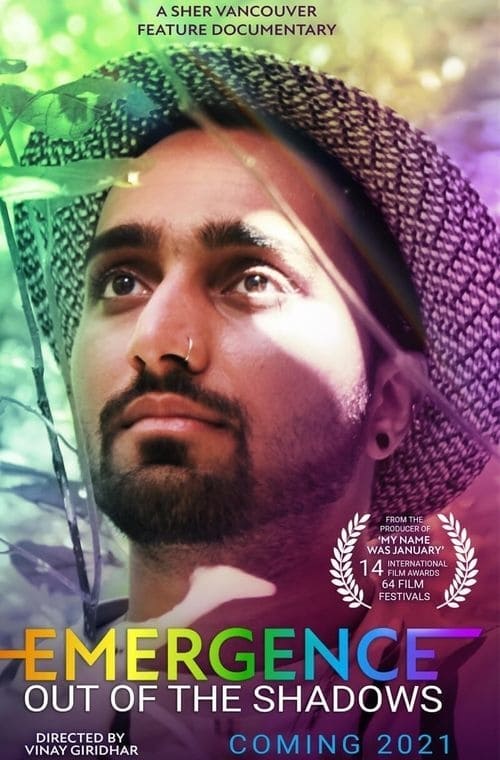 A SHER VANCOUVER
FEATURE DOCUMENTARY
FROM THE
PRODUCER OF
'MY NAME
WAS JANUARY'
14 INTERNATIONAL
FILM AWARDS
64 FILM
FESTIVALS
EMERGENCE
OUT OF THE SHADOWS
DIRECTED BY
VINAY GIRIDHAR
COMING 2021